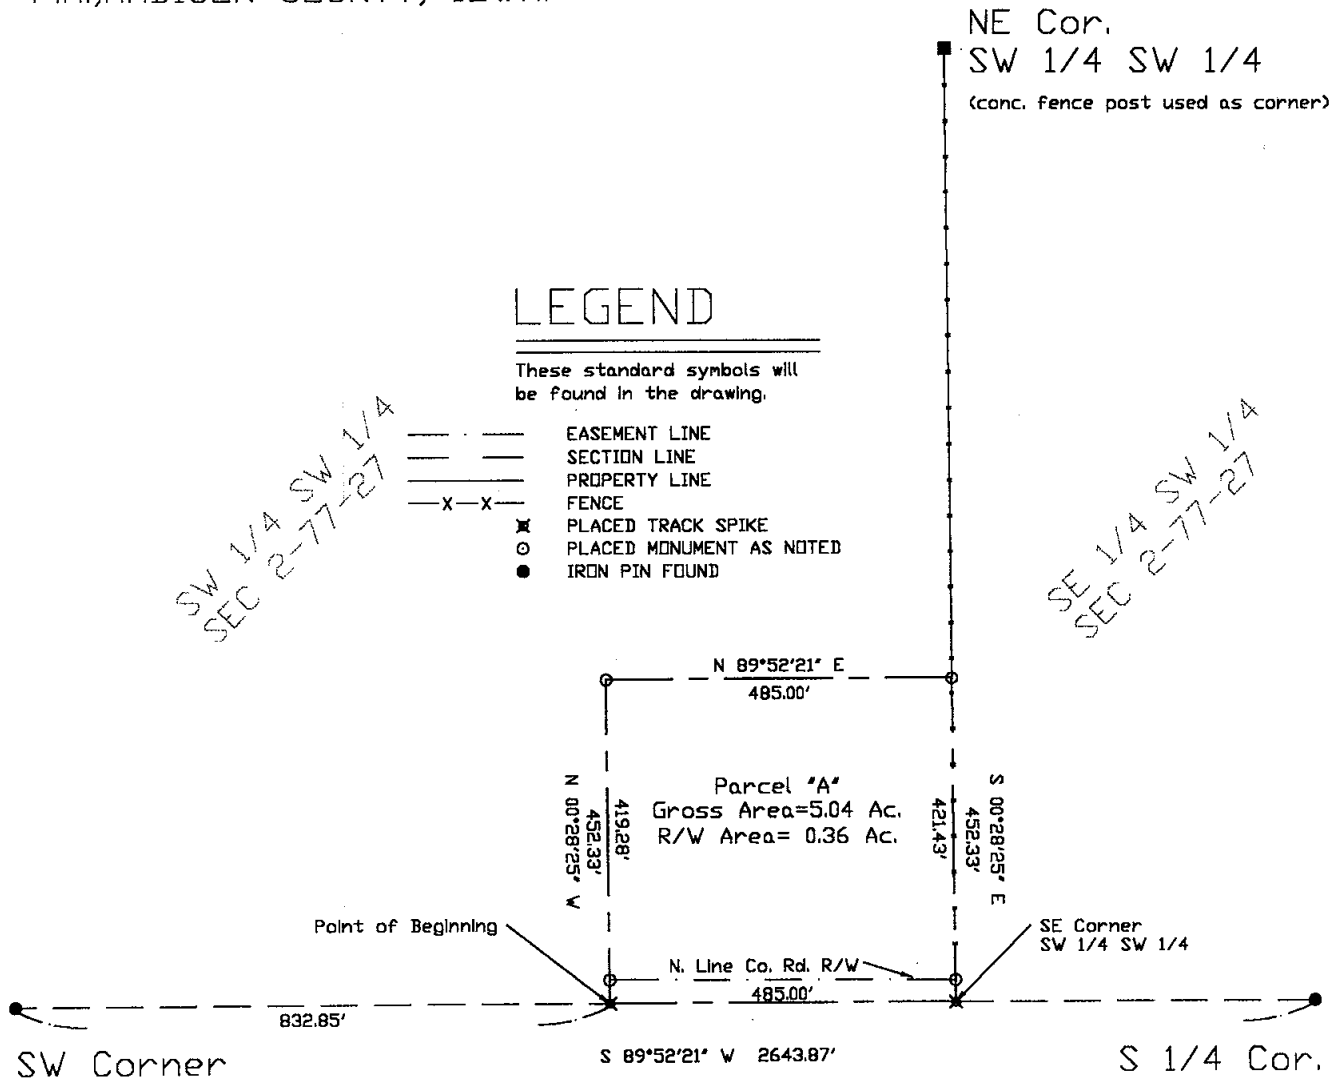 COUNTY,
NE Cor.
SW 1/4 SW 1/4
(conc. fence post used as corner)
LEGEND
These standard symbols will
be found in the drawing.
EASEMENT LINE
SECTION LINE
PROPERTY LINE
X X FENCE
PLACED TRACK SPIKE
PLACED MONUMENT AS NOTED
IRON PIN FOUND
SW 1/4 SW 1/4
SEC 2-77-27
SE 1/4 SW 1/4
SEC 2-77-27
N 89°52'21" E
485.00'
N 00°28'25" W
452.33'
419.28'
Parcel "A"
Gross Area=5.04 Ac.
R/W Area= 0.36 Ac.
421.43'
452.33'
S 00°28'25" E
Point of Beginning
SE Corner
SW 1/4 SW 1/4
N. Line Co. Rd. R/W
485.00'
832.85'
SW Corner
S 89°52'21" W 2643.87'
S 1/4 Cor.